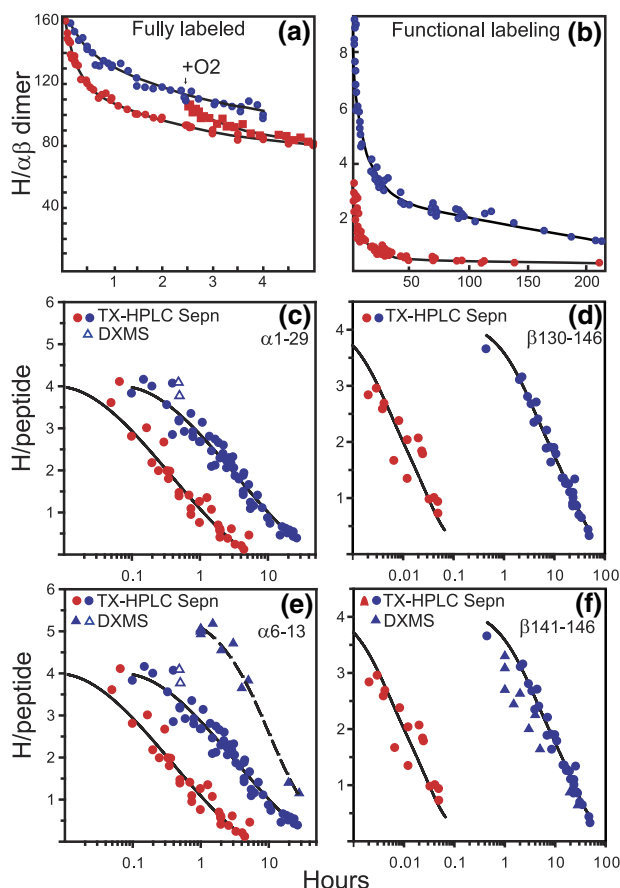 160
120
80
40
Fully labeled
(a)
+O2
1
2
3
4
H/αβ dimer
8
6
4
2
Functional labeling
(b)
50
100
150
200
6
5
4
3
2
1
TX-HPLC Sepn
DXMS
(c)
α1-29
0.1
1
10
H/peptide
4
3
2
1
TX-HPLC Sepn
(d)
β130-146
0.01
0.1
1
10
100
6
5
4
3
2
1
TX-HPLC Sepn
DXMS
(e)
α6-13
0.1
1
10
H/peptide
4
3
2
1
TX-HPLC Sepn
DXMS
(f)
β141-146
0.01
0.1
1
10
100
Hours